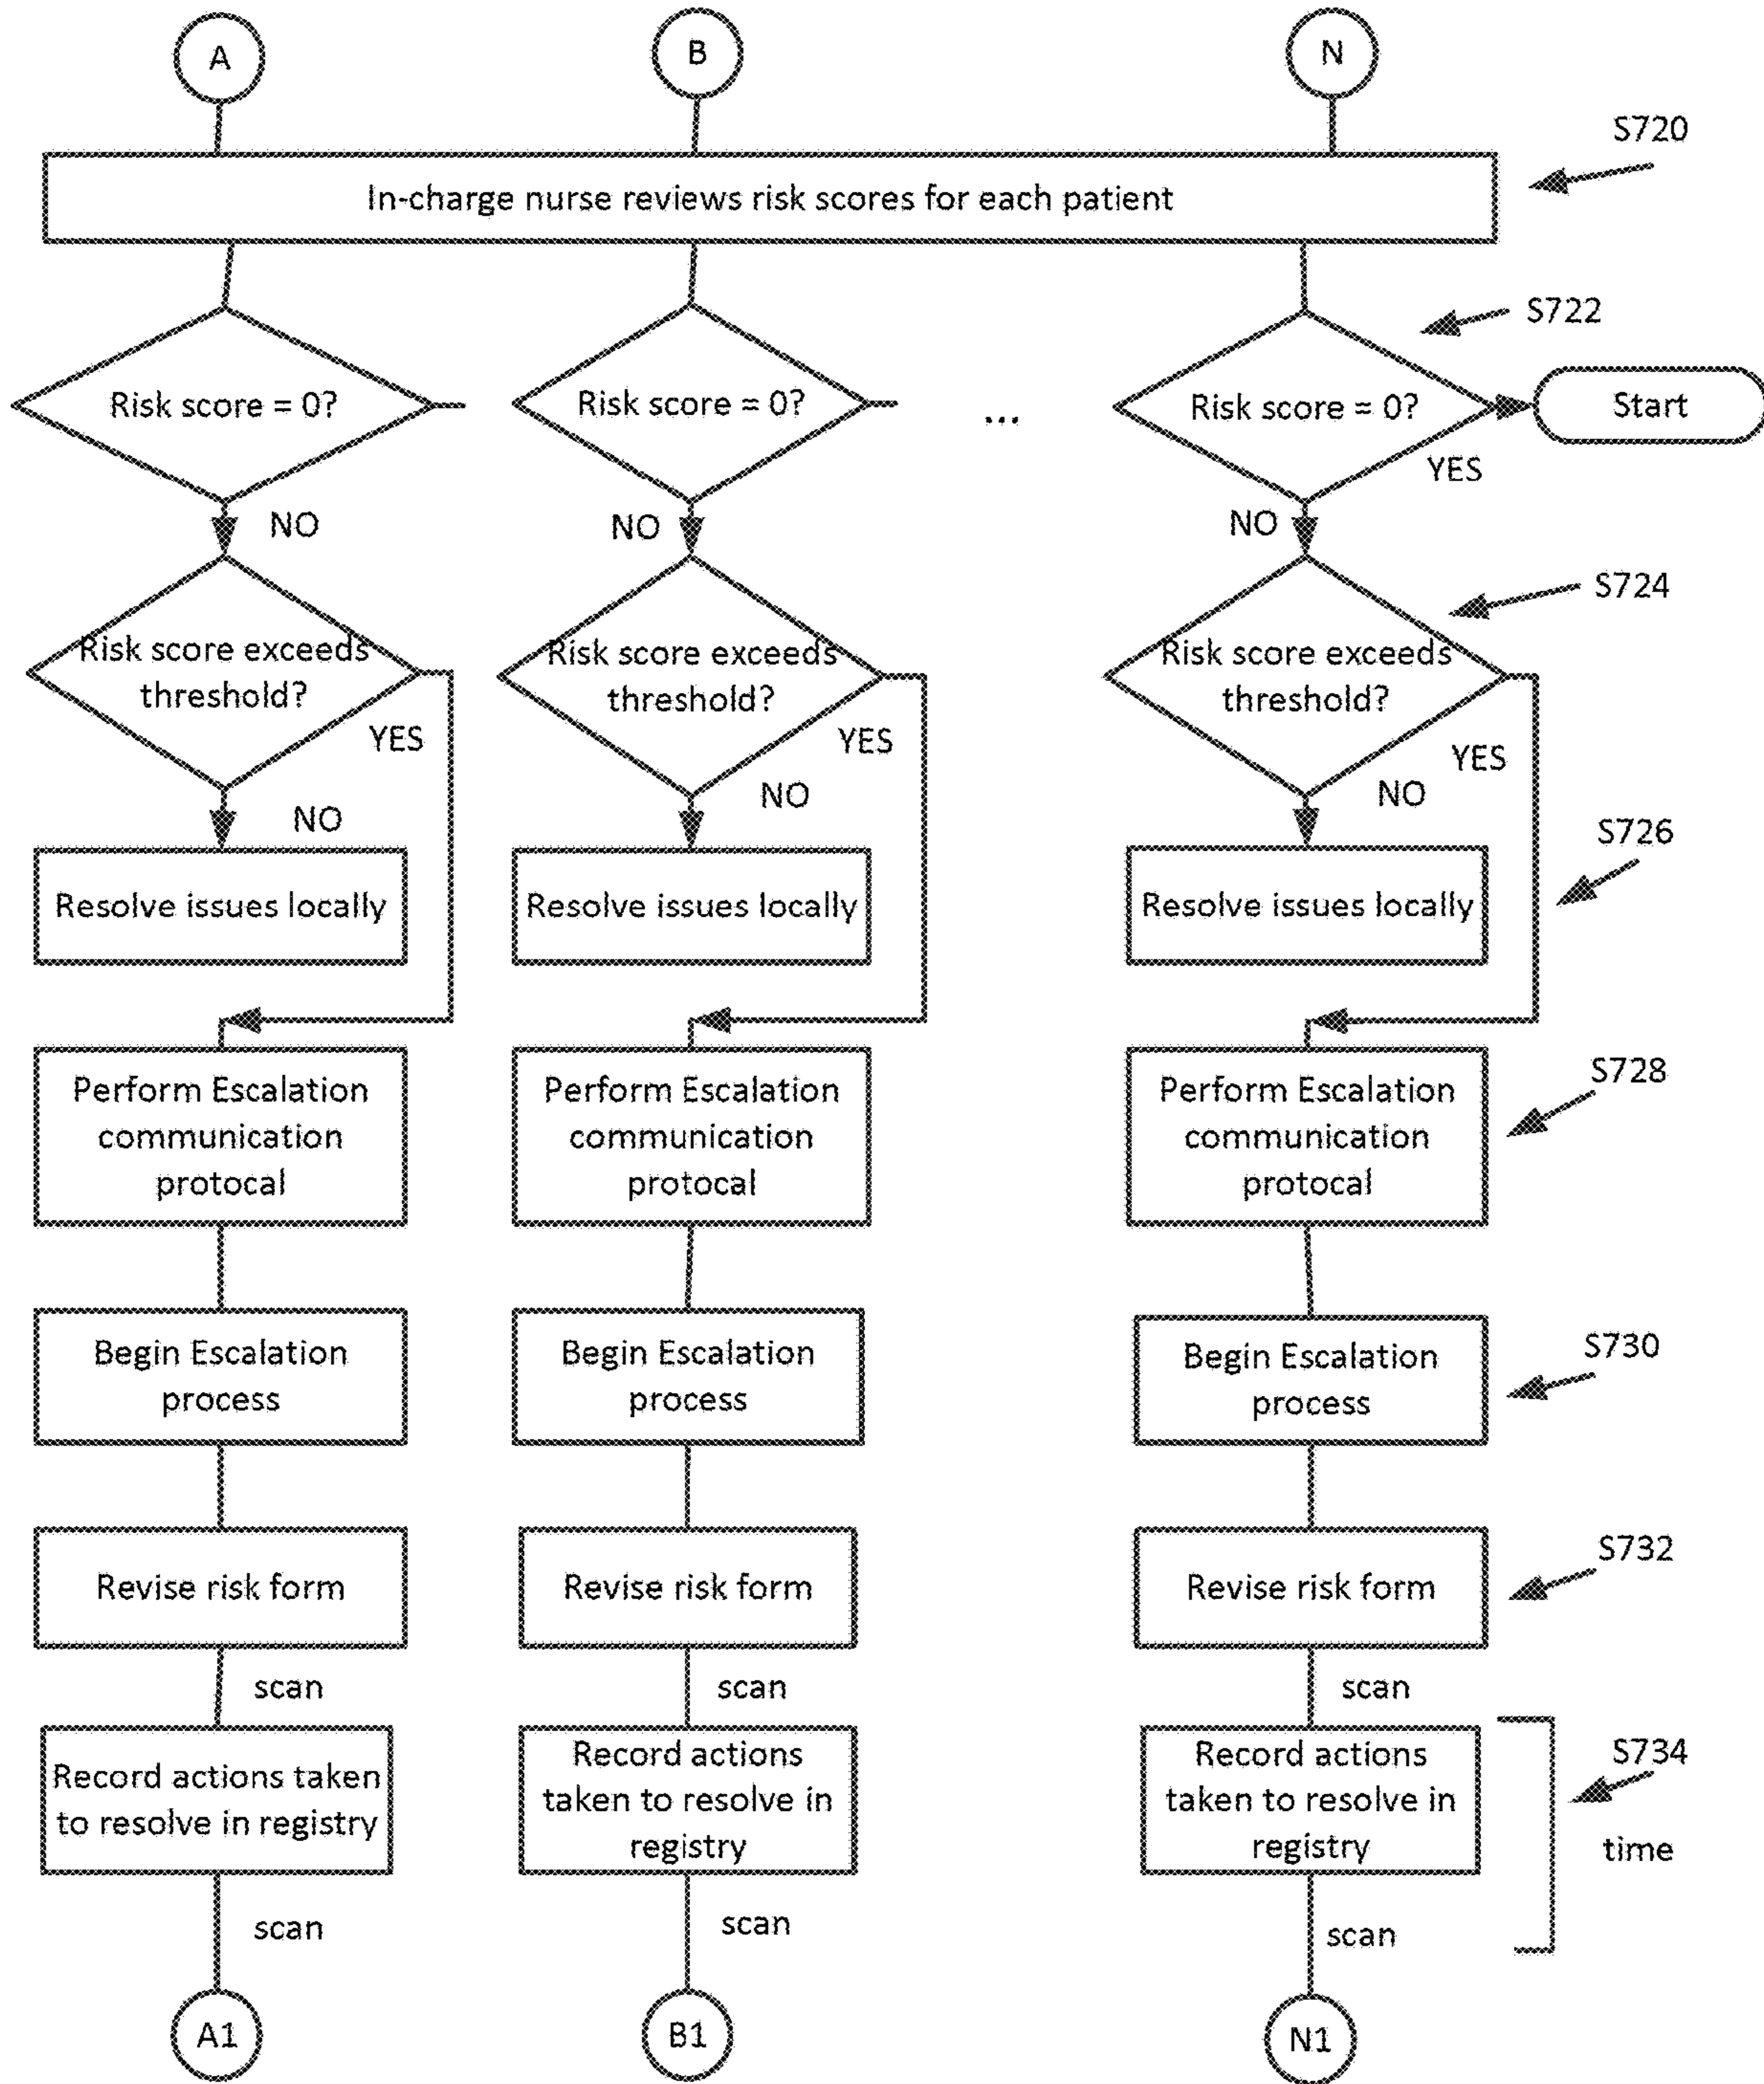 A
B
N
S720
In-charge nurse reviews risk scores for each patient
S722
Risk score = 0?
Risk score = 0?
...
Risk score = 0?
Start
YES
NO
NO
NO
S724
Risk score exceeds
threshold?
Risk score exceeds
threshold?
Risk score exceeds
threshold?
YES
YES
YES
NO
NO
NO
S726
Resolve issues locally
Resolve issues locally
Resolve issues locally
S728
Perform Escalation
communication
protocal
Perform Escalation
communication
protocal
Perform Escalation
communication
protocal
S730
Begin Escalation
process
Begin Escalation
process
Begin Escalation
process
S732
Revise risk form
Revise risk form
Revise risk form
scan
scan
scan
S734
Record actions taken
to resolve in registry
Record actions
taken to resolve in
registry
Record actions
taken to resolve in
registry
time
scan
scan
scan
A1
B1
N1